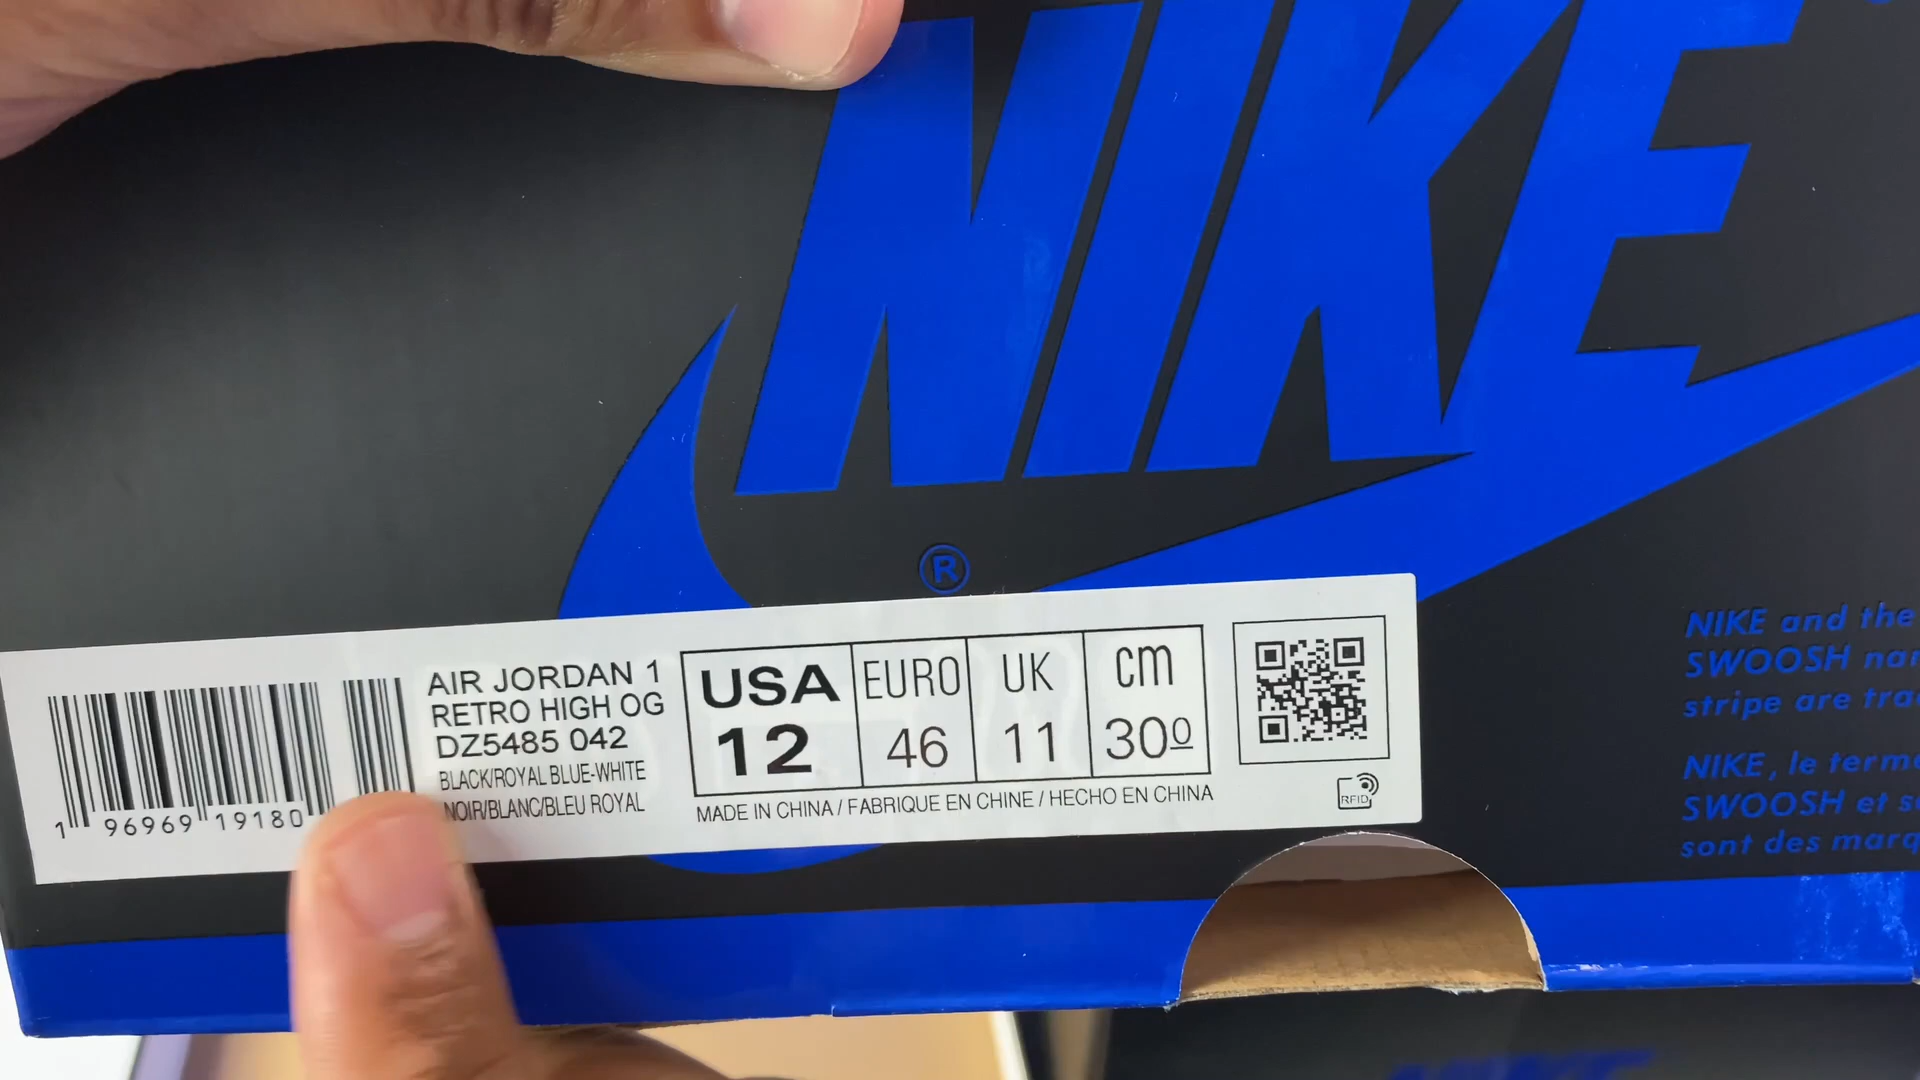 NIKE
®
AIR JORDAN 1
RETRO HIGH OG
DZ5485 042
BLACK/ROYAL BLUE-WHITE
NOIR/BLANC/BLEU ROYAL
1 96969 19180
USA EURO UK cm
12 46 11 30⁰
MADE IN CHINA / FABRIQUE EN CHINE / HECHO EN CHINA
RFID
NIKE and the
SWOOSH
stripe are
NIKE, le terme
SWOOSH et
sont des